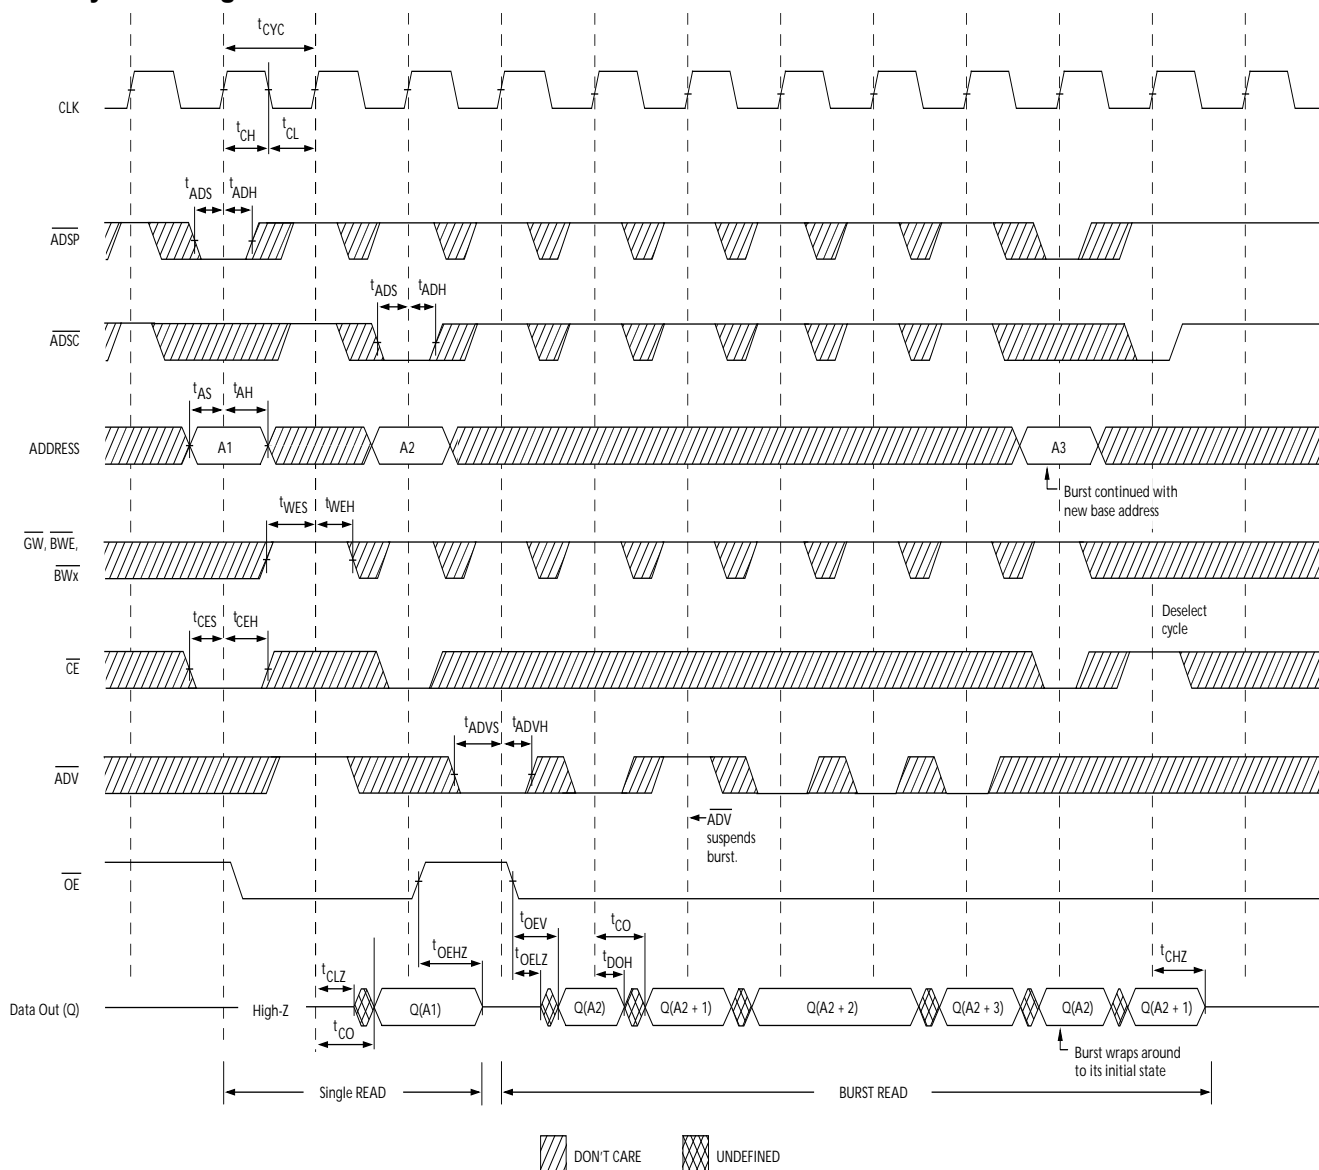 tCYC
CLK
tCH
tCL
tADS
tADH
ADSP
tADS
tADH
ADSC
tAS
tAH
ADDRESS
A1
A2
A3
Burst continued with
new base address
tWES
tWEH
GW, BWE,
BWx
Deselect
cycle
tCES
tCEH
CE
tADVS
tADVH
ADV
ADV
suspends
burst.
OE
tOEV
tCO
tOEHZ
tOELZ
tDOH
tCHZ
tCLZ
Data Out (Q)
High-Z
Q(A1)
Q(A2)
Q(A2 + 1)
Q(A2 + 2)
Q(A2 + 3)
Q(A2)
Q(A2 + 1)
tCO
Burst wraps around
to its initial state
Single READ
BURST READ
DON'T CARE
UNDEFINED